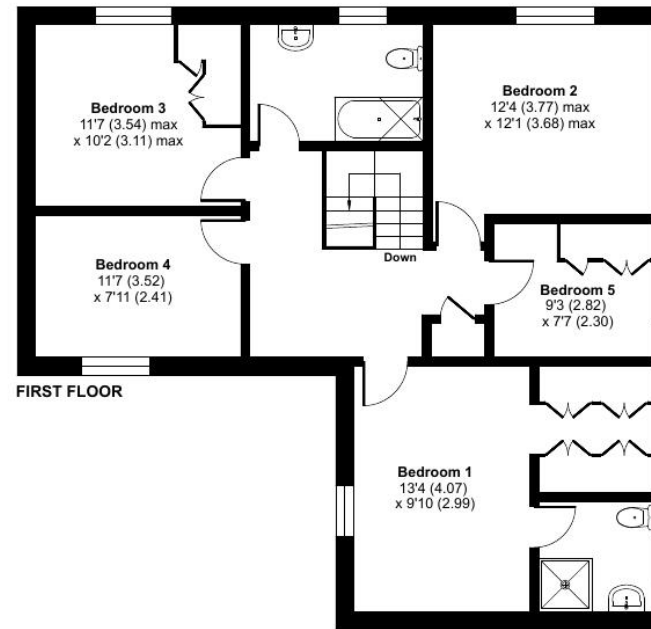 Bedroom 3
11'7 (3.54) max
x 10'2 (3.11) max
Bedroom 2
12'4 (3.77) max
x 12'1 (3.68) max
Bedroom 4
11'7 (3.52)
x 7'11 (2.41)
Down
Bedroom 5
9'3 (2.82)
x 7'7 (2.30)
FIRST FLOOR
Bedroom 1
13'4 (4.07)
x 9'10 (2.99)